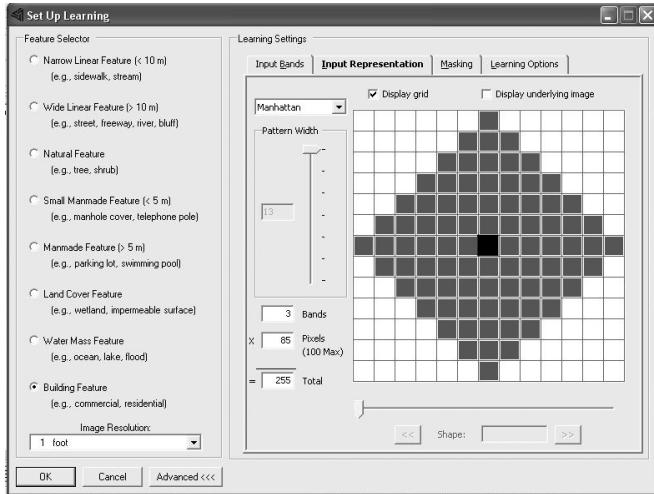 Set Up Learning
Feature Selector
Narrow Linear Feature (< 10 m)
(e.g., sidewalk, stream)
Wide Linear Feature (> 10 m)
(e.g., street, freeway, river, bluff)
Natural Feature
(e.g., tree, shrub)
Small Manmade Feature (< 5 m)
(e.g., manhole cover, telephone pole)
Manmade Feature (> 5 m)
(e.g., parking lot, swimming pool)
Land Cover Feature
(e.g., wetland, impermeable surface)
Water Mass Feature
(e.g., ocean, lake, flood)
Building Feature
(e.g., commercial, residential)
Image Resolution:
1 foot
Learning Settings
Input Bands
Input Representation
Masking
Learning Options
Manhattan
Display grid
Display underlying image
Pattern Width
13
3 Bands
X 85 Pixels
(100 Max)
= 255 Total
<< Shape: >>
OK
Cancel
Advanced <<<